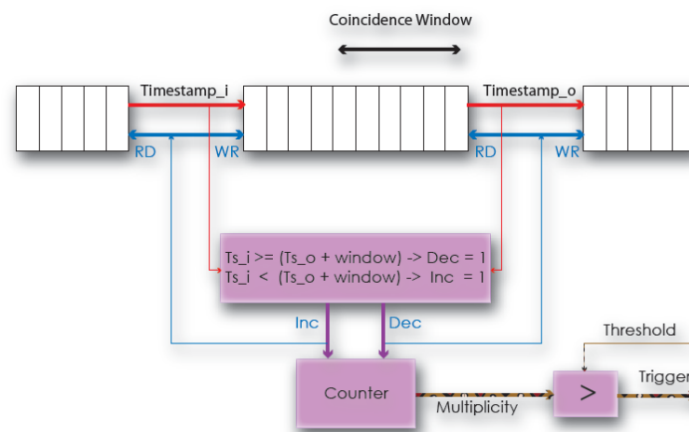 Coincidence Window
Timestamp_i
Timestamp_o
RD
WR
RD
WR
Ts_i >= (Ts_o + window) -> Dec = 1
Ts_i < (Ts_o + window) -> Inc = 1
Inc
Dec
Threshold
Counter
>
Trigger
Multiplicity